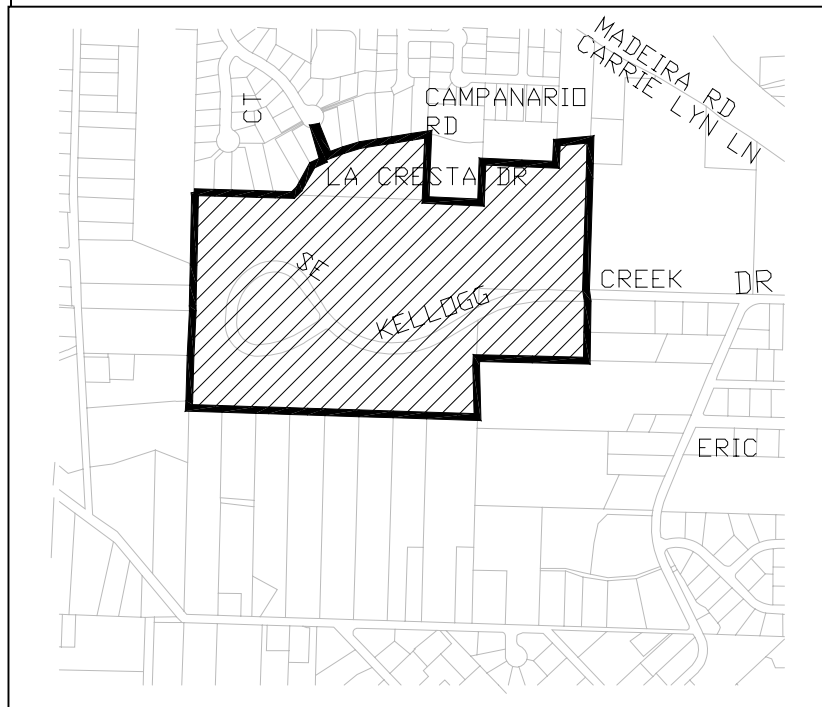 MADEIRA RD
CARRIE LYN LN
CT
CAMPANARIO
RD
LA CRESTA DR
SE
KELLOGG
CREEK DR
ERIC